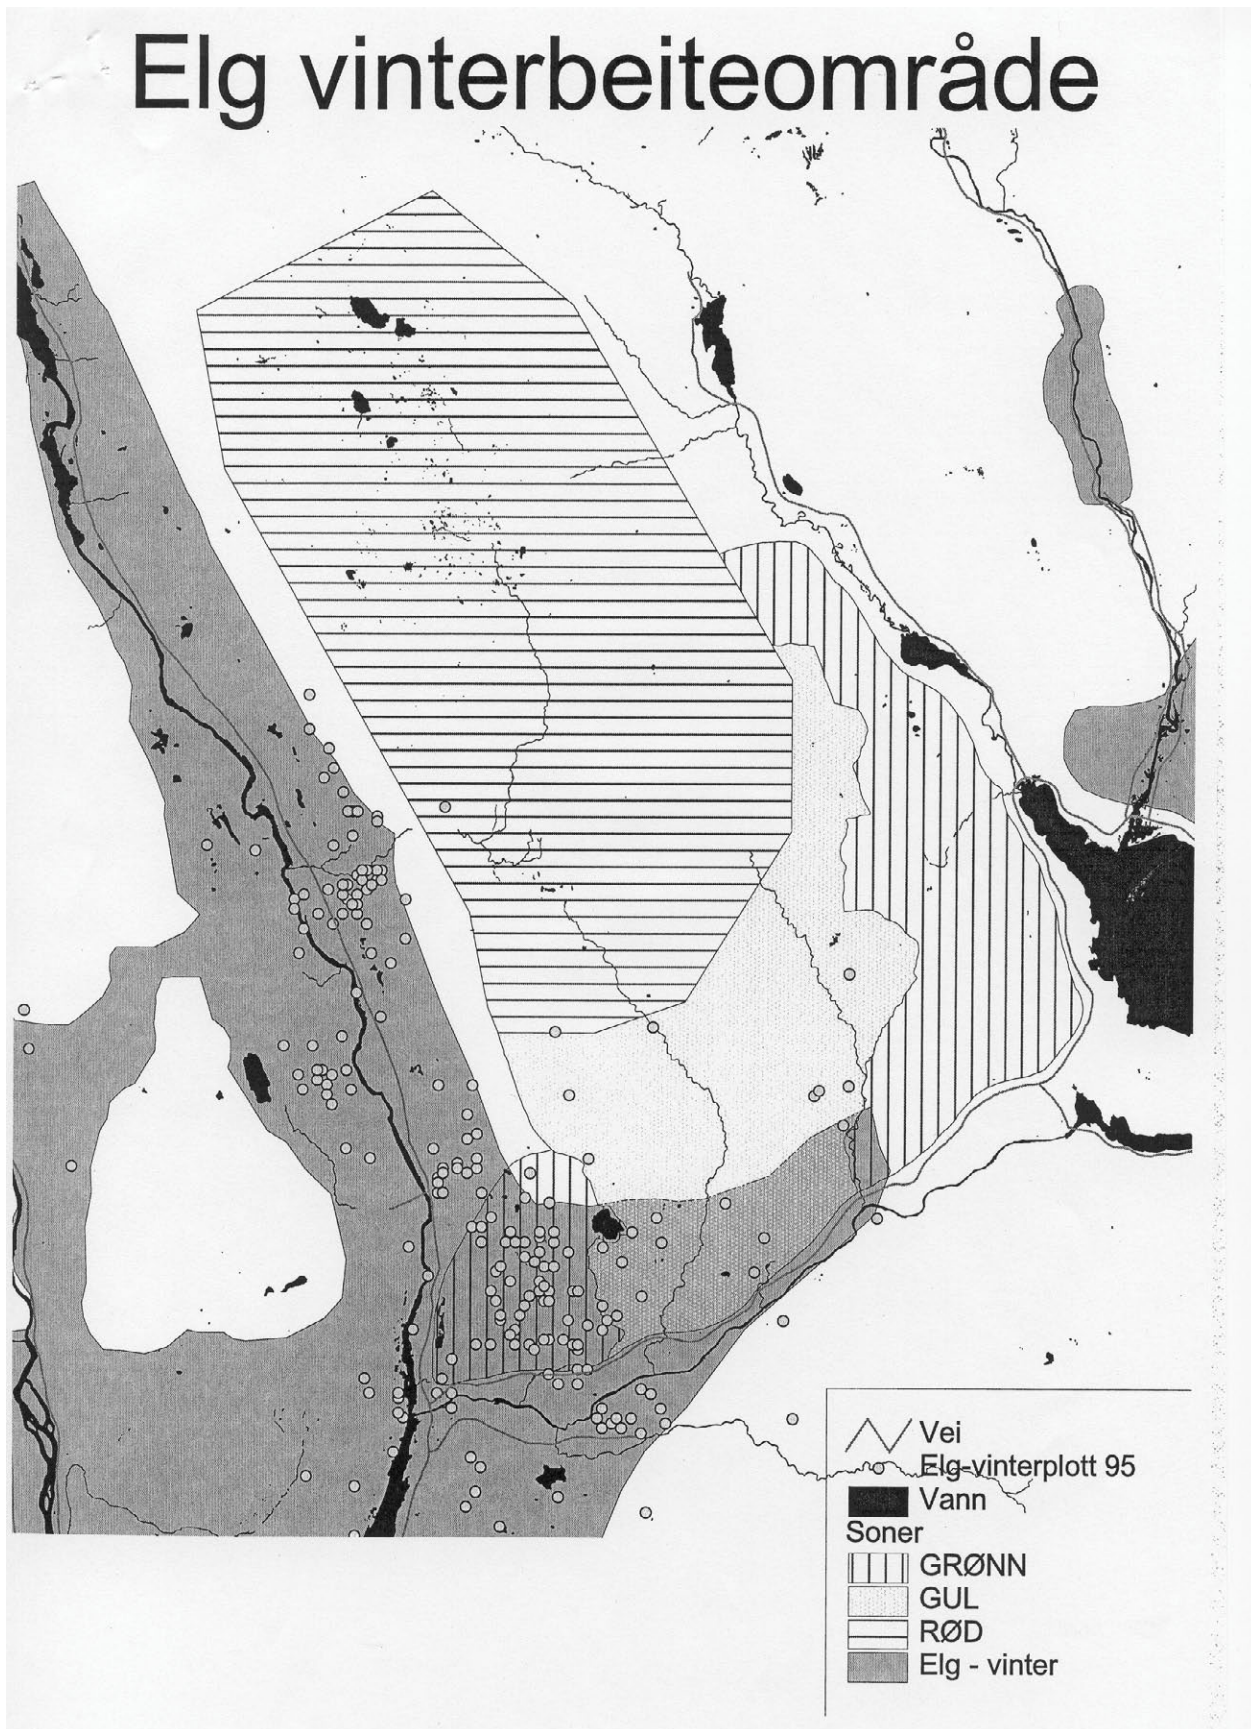 Elg vinterbeiteområde
Vei
Elg-vinterplott 95
Vann
Soner
GRØNN
GUL
RØD
Elg - vinter